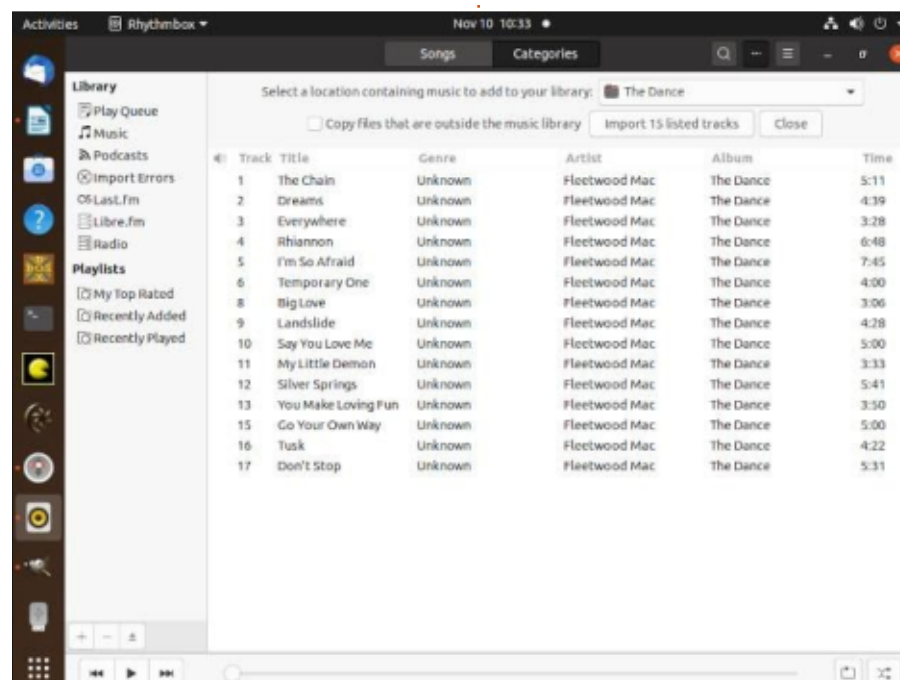 Activities Rhythmbox Nov 10 10:33
Songs Categories
Library
Play Queue
Music
Podcasts
Import Errors
Last.fm
Libre.fm
Radio
Playlists
My Top Rated
Recently Added
Recently Played
Select a location containing music to add to your library: The Dance
Copy files that are outside the music library Import 15 listed tracks Close
Track Title Genre Artist Album Time
1 The Chain Unknown Fleetwood Mac The Dance 5:11
2 Dreams Unknown Fleetwood Mac The Dance 4:39
3 Everywhere Unknown Fleetwood Mac The Dance 3:28
4 Rhiannon Unknown Fleetwood Mac The Dance 6:48
5 I'm So Afraid Unknown Fleetwood Mac The Dance 7:45
6 Temporary One Unknown Fleetwood Mac The Dance 4:00
8 Big Love Unknown Fleetwood Mac The Dance 3:06
9 Landslide Unknown Fleetwood Mac The Dance 4:28
10 Say You Love Me Unknown Fleetwood Mac The Dance 5:00
11 My Little Demon Unknown Fleetwood Mac The Dance 3:33
12 Silver Springs Unknown Fleetwood Mac The Dance 5:41
13 You Make Loving Fun Unknown Fleetwood Mac The Dance 3:50
15 Go Your Own Way Unknown Fleetwood Mac The Dance 5:00
16 Tusk Unknown Fleetwood Mac The Dance 4:22
17 Don't Stop Unknown Fleetwood Mac The Dance 5:31